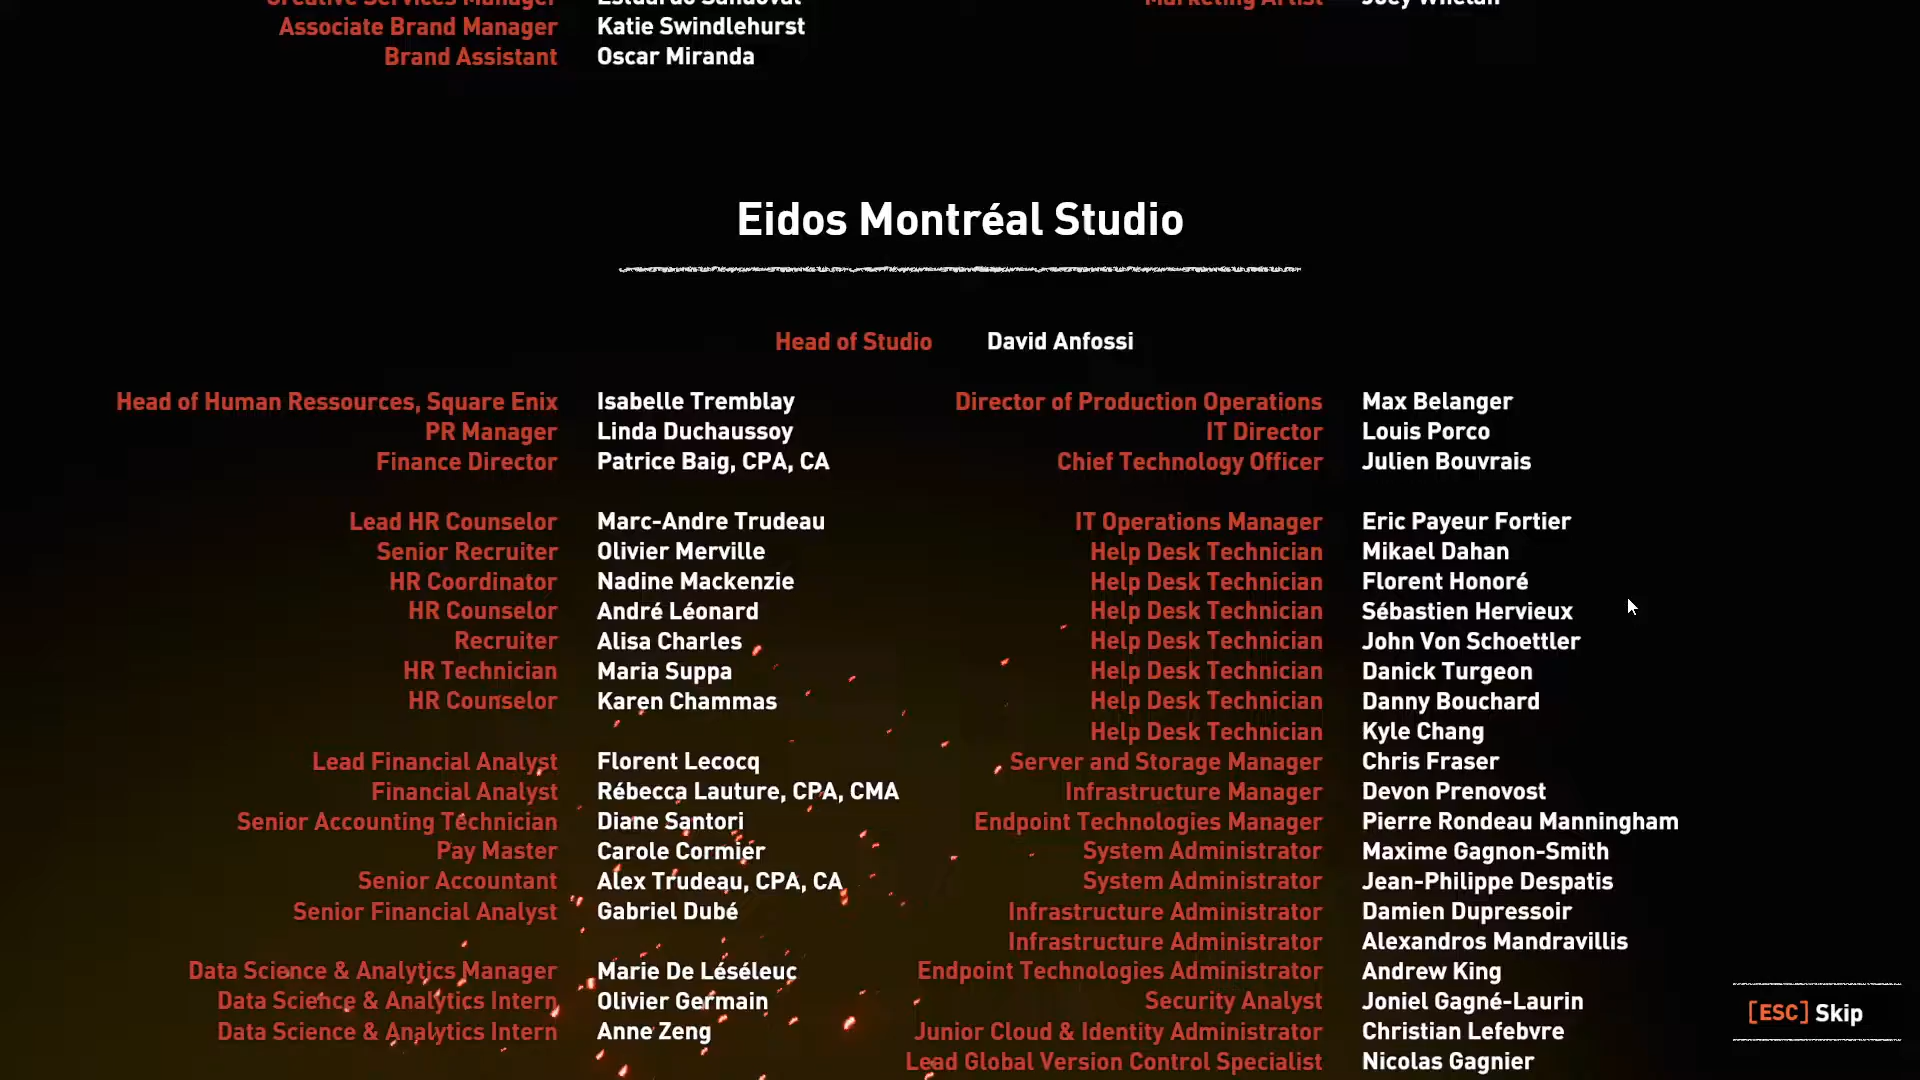 Creative Services Manager Estuardo Sandoval
Marketing Artist Joey Whelan
Associate Brand Manager Katie Swindlehurst
Brand Assistant Oscar Miranda
Eidos Montréal Studio
Head of Studio David Anfossi
Head of Human Ressources, Square Enix Isabelle Tremblay
PR Manager Linda Duchaussoy
Finance Director Patrice Baig, CPA, CA
Lead HR Counselor Marc-Andre Trudeau
Senior Recruiter Olivier Merville
HR Coordinator Nadine Mackenzie
HR Counselor André Léonard
Recruiter Alisa Charles
HR Technician Maria Suppa
HR Counselor Karen Chammas
Lead Financial Analyst Florent Lecocq
Financial Analyst Rébecca Lauture, CPA, CMA
Senior Accounting Technician Diane Santori
Pay Master Carole Cormier
Senior Accountant Alex Trudeau, CPA, CA
Senior Financial Analyst Gabriel Dubé
Data Science & Analytics Manager Marie De Léséleuc
Data Science & Analytics Intern Olivier Germain
Data Science & Analytics Intern Anne Zeng
Director of Production Operations Max Belanger
IT Director Louis Porco
Chief Technology Officer Julien Bouvrais
IT Operations Manager Eric Payeur Fortier
Help Desk Technician Mikael Dahan
Help Desk Technician Florent Honoré
Help Desk Technician Sébastien Hervieux
Help Desk Technician John Von Schoettler
Help Desk Technician Danick Turgeon
Help Desk Technician Danny Bouchard
Help Desk Technician Kyle Chang
Server and Storage Manager Chris Fraser
Infrastructure Manager Devon Prenovost
Endpoint Technologies Manager Pierre Rondeau Manningham
System Administrator Maxime Gagnon-Smith
System Administrator Jean-Philippe Despatis
Infrastructure Administrator Damien Dupressoir
Infrastructure Administrator Alexandros Mandravillis
Endpoint Technologies Administrator Andrew King
Security Analyst Joniel Gagné-Laurin
Junior Cloud & Identity Administrator Christian Lefebvre
Lead Global Version Control Specialist Nicolas Gagnier
[ESC] Skip